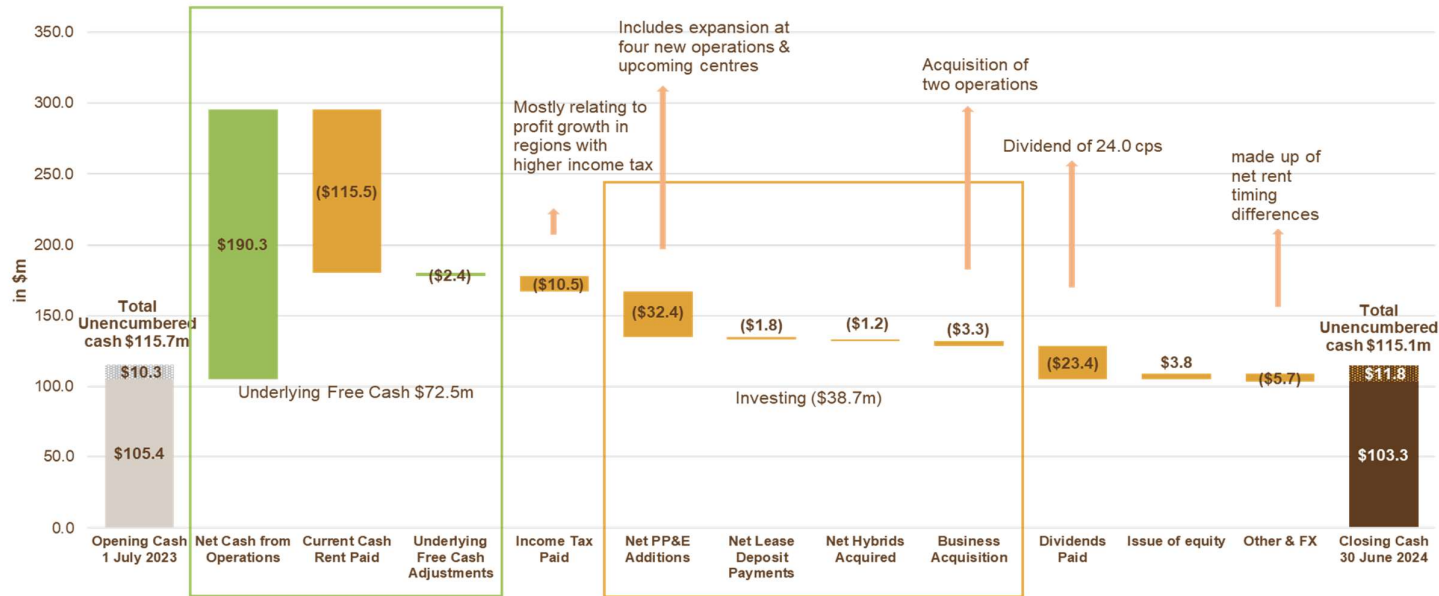 350.0
300.0
250.0
200.0
150.0
100.0
50.0
0.0
in $m
Total
Unencumbered
cash $115.7m
$10.3
$105.4
$190.3
($115.5)
($2.4)
Underlying Free Cash $72.5m
Mostly relating to
profit growth in
regions with
higher income tax
($10.5)
Includes expansion at
four new operations &
upcoming centres
($32.4)
($1.8)
($1.2)
($3.3)
Investing ($38.7m)
Acquisition of
two operations
Dividend of 24.0 cps
($23.4)
$3.8
made up of
net rent
timing
differences
($5.7)
Total
Unencumbered
cash $115.1m
$11.8
$103.3
Opening Cash
1 July 2023
Net Cash from
Operations
Current Cash
Rent Paid
Underlying
Free Cash
Adjustments
Income Tax
Paid
Net PP&E
Additions
Net Lease
Deposit
Payments
Net Hybrids
Acquired
Business
Acquisition
Dividends
Paid
Issue of equity
Other & FX
Closing Cash
30 June 2024